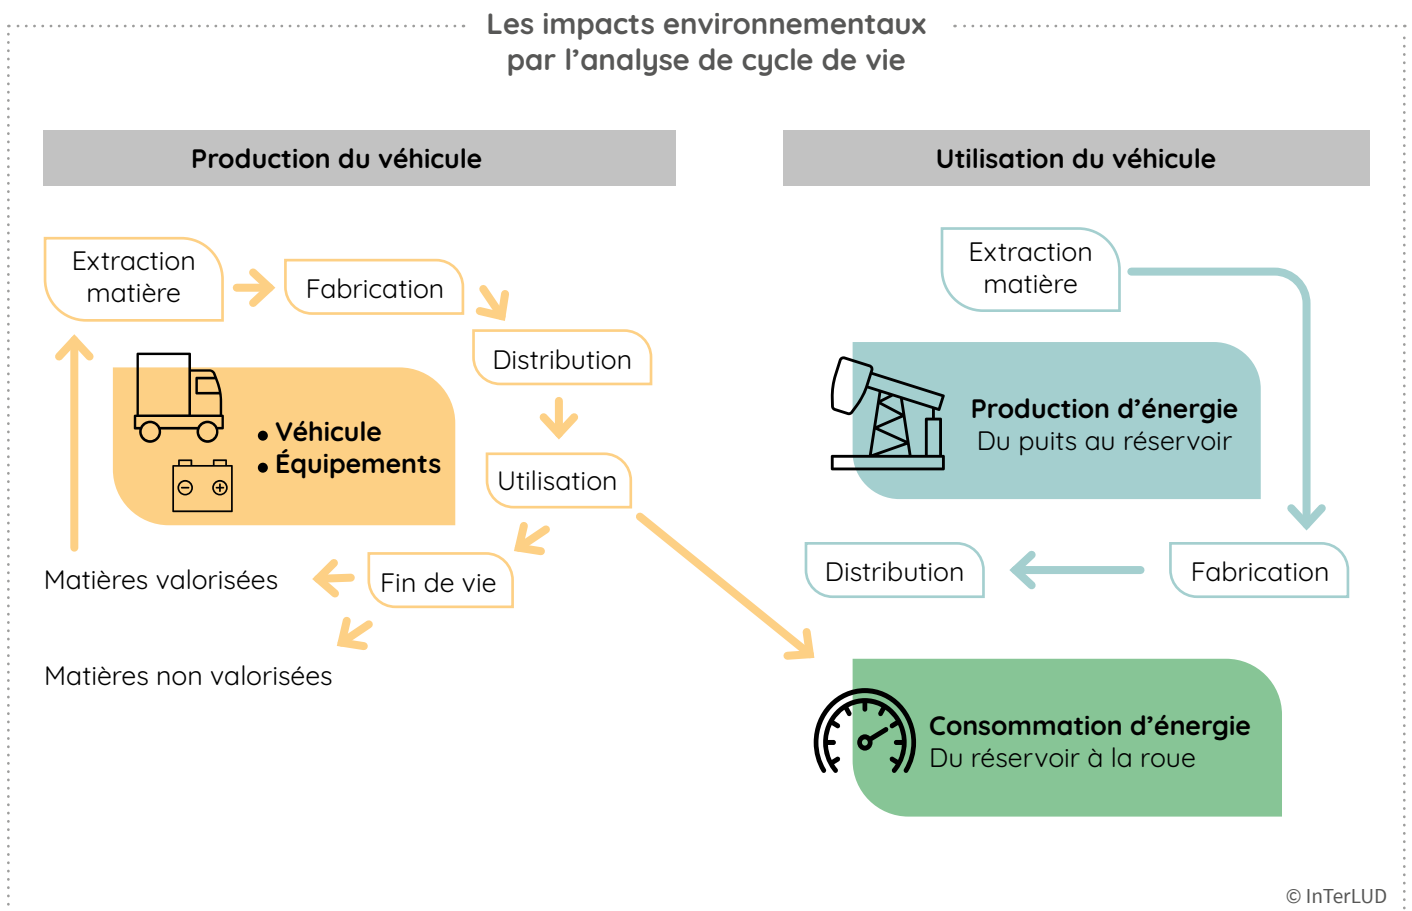 Les impacts environnementaux
par l’analyse de cycle de vie
Production du véhicule
Extraction
matière
Fabrication
Distribution
Utilisation
Fin de vie
Matières valorisées
Matières non valorisées
• Véhicule
• Équipements
Utilisation du véhicule
Extraction
matière
Production d’énergie
Du puits au réservoir
Fabrication
Distribution
Consommation d’énergie
Du réservoir à la roue
© InTerLUD